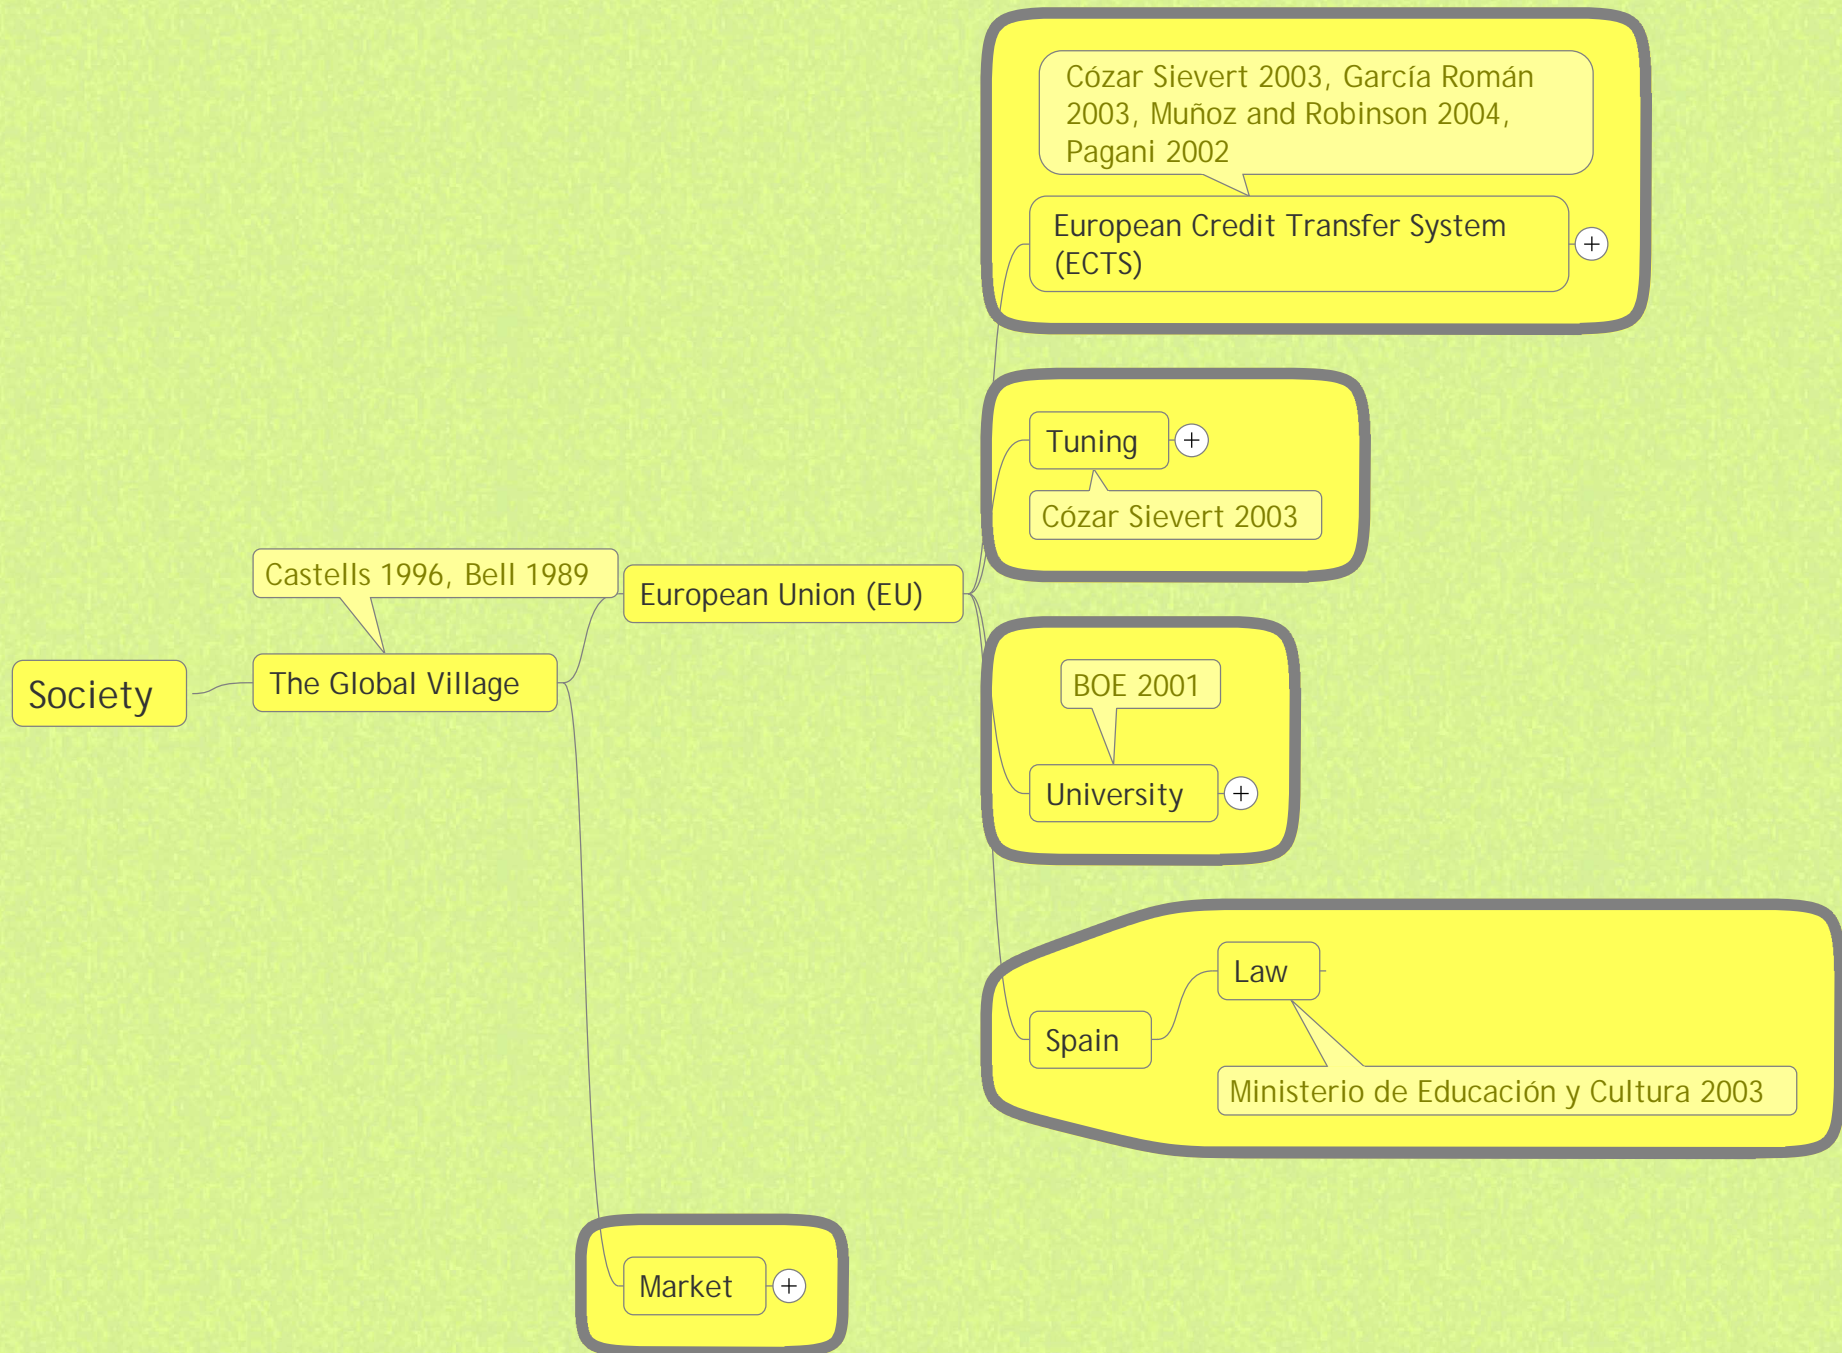 Society
Castells 1996, Bell 1989
The Global Village
European Union (EU)
Cózar Sievert 2003, García Román
2003, Muñoz and Robinson 2004,
Pagani 2002
European Credit Transfer System
(ECTS)
Tuning
Cózar Sievert 2003
BOE 2001
University
Spain
Law
Ministerio de Educación y Cultura 2003
Market